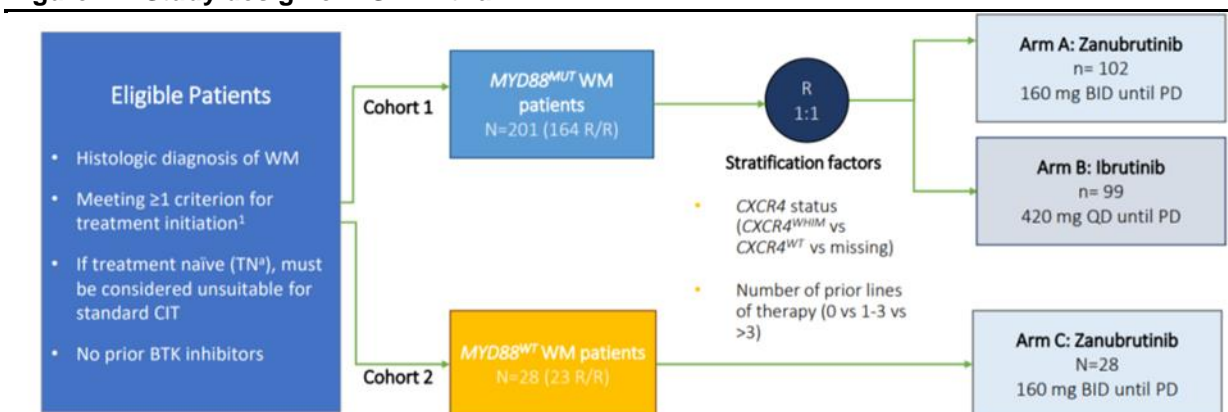 Figure Study design
Eligible Patients
• Histologic diagnosis of WM
• Meeting ≥1 criterion for
treatment initiation¹
• If treatment naïve (TNᵃ), must
be considered unsuitable for
standard CIT
• No prior BTK inhibitors
Cohort 1
MYD88ᴹᵁᵀ WM
patients
N=201 (164 R/R)
R
1:1
Stratification factors
• CXCR4 status
(CXCR4ᵂᴴᴵᴹ vs
CXCR4ᵂᵀ vs missing)
• Number of prior lines
of therapy (0 vs 1-3 vs
>3)
Arm A: Zanubrutinib
n= 102
160 mg BID until PD
Arm B: Ibrutinib
n= 99
420 mg QD until PD
Cohort 2
MYD88ᵂᵀ WM patients
N=28 (23 R/R)
Arm C: Zanubrutinib
N=28
160 mg BID until PD